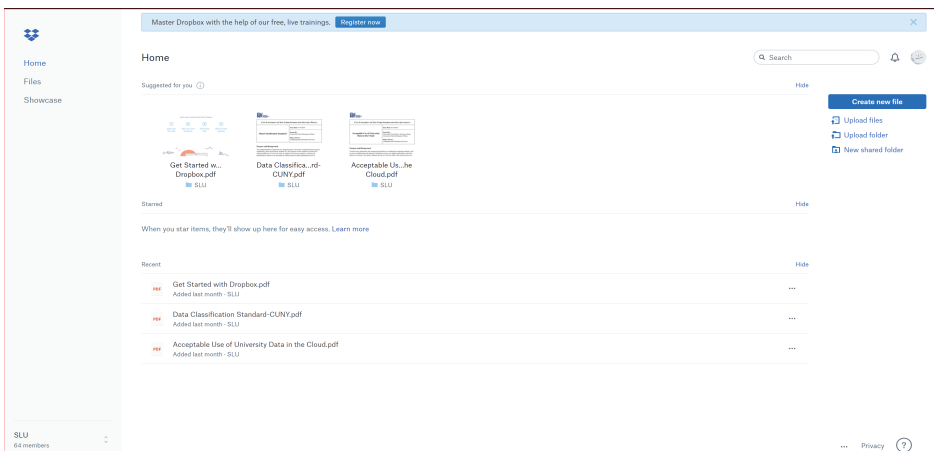 Master Dropbox with the help of our free, live trainings. Register now
Home
Files
Showcase
Home
Search
Suggested for you
Hide
Get Started w...
Dropbox.pdf
SLU
Data Classifica...rd-
CUNY.pdf
SLU
Acceptable Us...he
Cloud.pdf
SLU
Create new file
Upload files
Upload folder
New shared folder
Starred
Hide
When you star items, they'll show up here for easy access. Learn more
Recent
Hide
PDF
Get Started with Dropbox.pdf
Added last month · SLU
PDF
Data Classification Standard-CUNY.pdf
Added last month · SLU
PDF
Acceptable Use of University Data in the Cloud.pdf
Added last month · SLU
SLU
64 members
Privacy
?